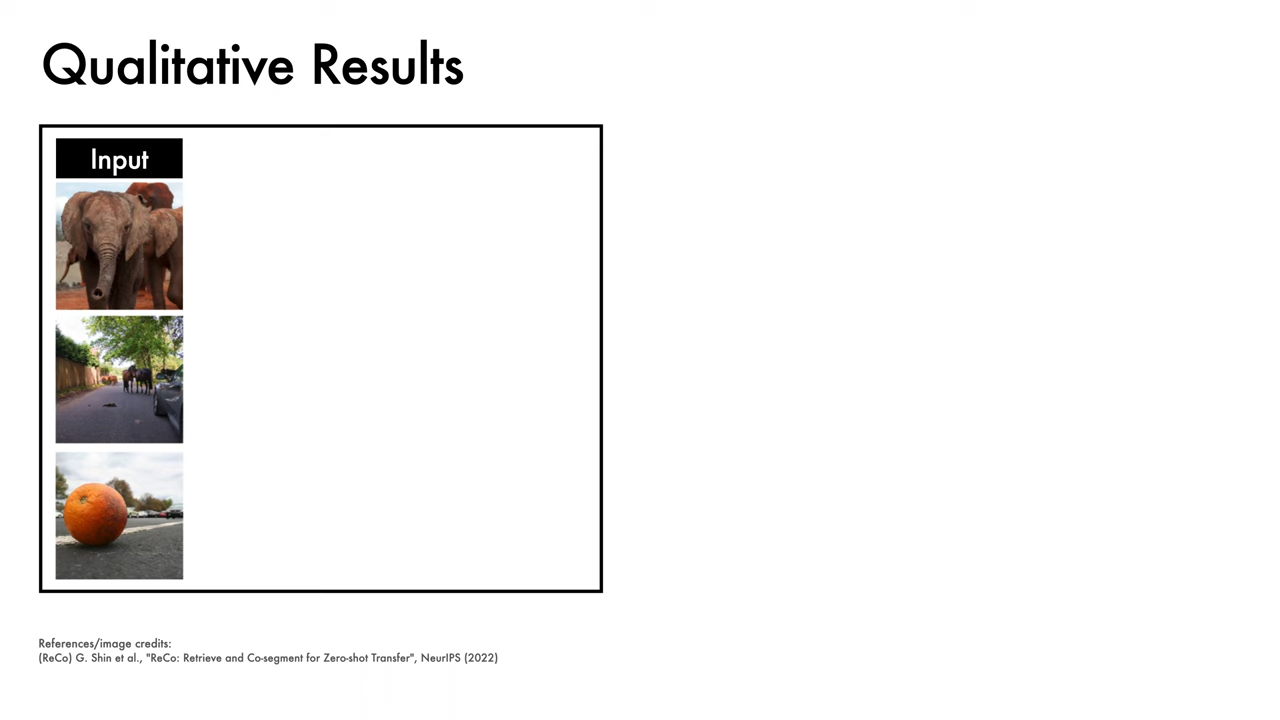 Qualitative Results
Input
References/image credits:
(ReCo) G. Shin et al., "ReCo: Retrieve and Co-segment for Zero-shot Transfer", NeurIPS (2022)